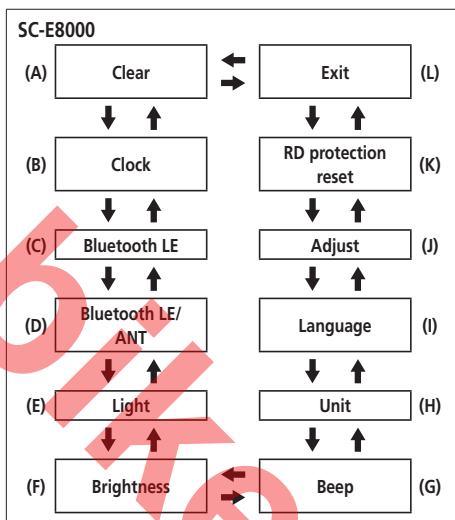 SC-E8000
(A) Clear Exit (L)
(B) Clock RD protection
reset (K)
(C) Bluetooth LE Adjust (J)
(D) Bluetooth LE/
ANT Language (I)
(E) Light Unit (H)
(F) Brightness Beep (G)
bike